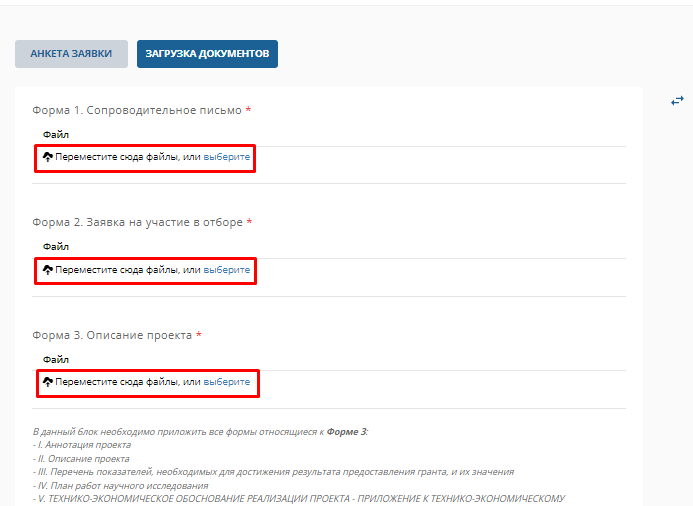 АНКЕТА ЗАЯВКИ ЗАГРУЗКА ДОКУМЕНТОВ
Форма 1. Сопроводительное письмо *
Файл
Переместите сюда файлы, или выберите
Форма 2. Заявка на участие в отборе *
Файл
Переместите сюда файлы, или выберите
Форма 3. Описание проекта *
Файл
Переместите сюда файлы, или выберите
В данный блок необходимо приложить все формы относящиеся к Форме 3:
- I. Аннотация проекта
- II. Описание проекта
- III. Перечень показателей, необходимых для достижения результата предоставления гранта, и их значения
- IV. План работ научного исследования
- V. ТЕХНИКО-ЭКОНОМИЧЕСКОЕ ОБОСНОВАНИЕ РЕАЛИЗАЦИИ ПРОЕКТА - ПРИЛОЖЕНИЕ К ТЕХНИКО-ЭКОНОМИЧЕСКОМУ